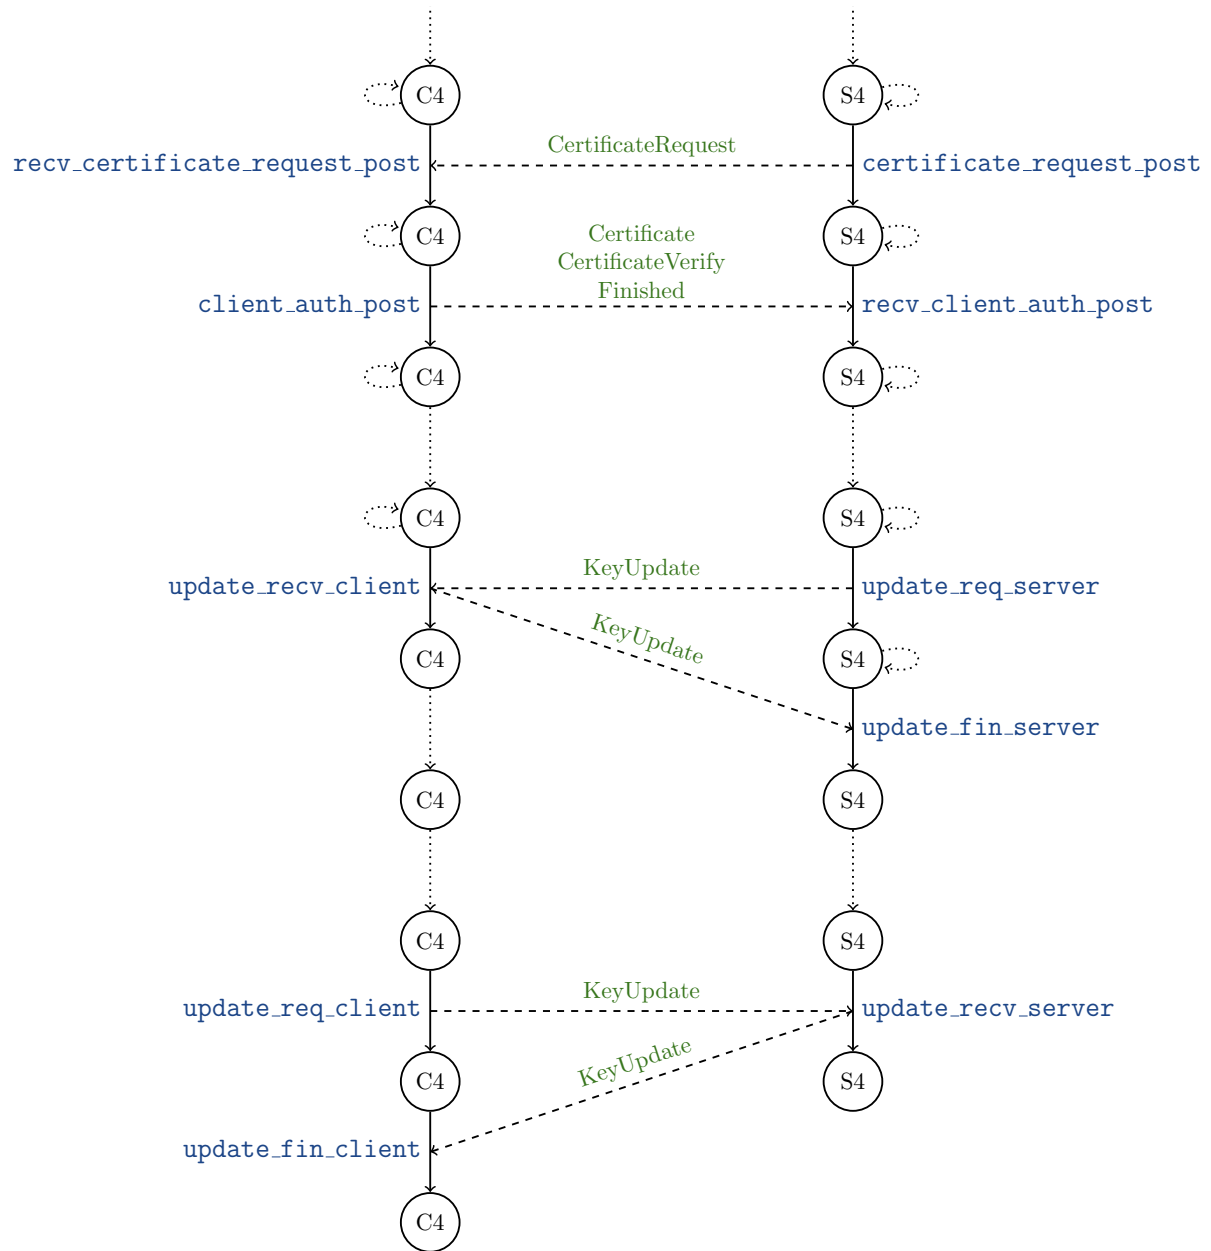 C4
S4
CertificateRequest
recv_certificate_request_post
certificate_request_post
C4
S4
Certificate
CertificateVerify
Finished
client_auth_post
recv_client_auth_post
C4
S4
C4
S4
KeyUpdate
update_recv_client
update_req_server
KeyUpdate
C4
S4
update_fin_server
C4
S4
C4
S4
KeyUpdate
update_req_client
update_recv_server
KeyUpdate
C4
S4
update_fin_client
C4